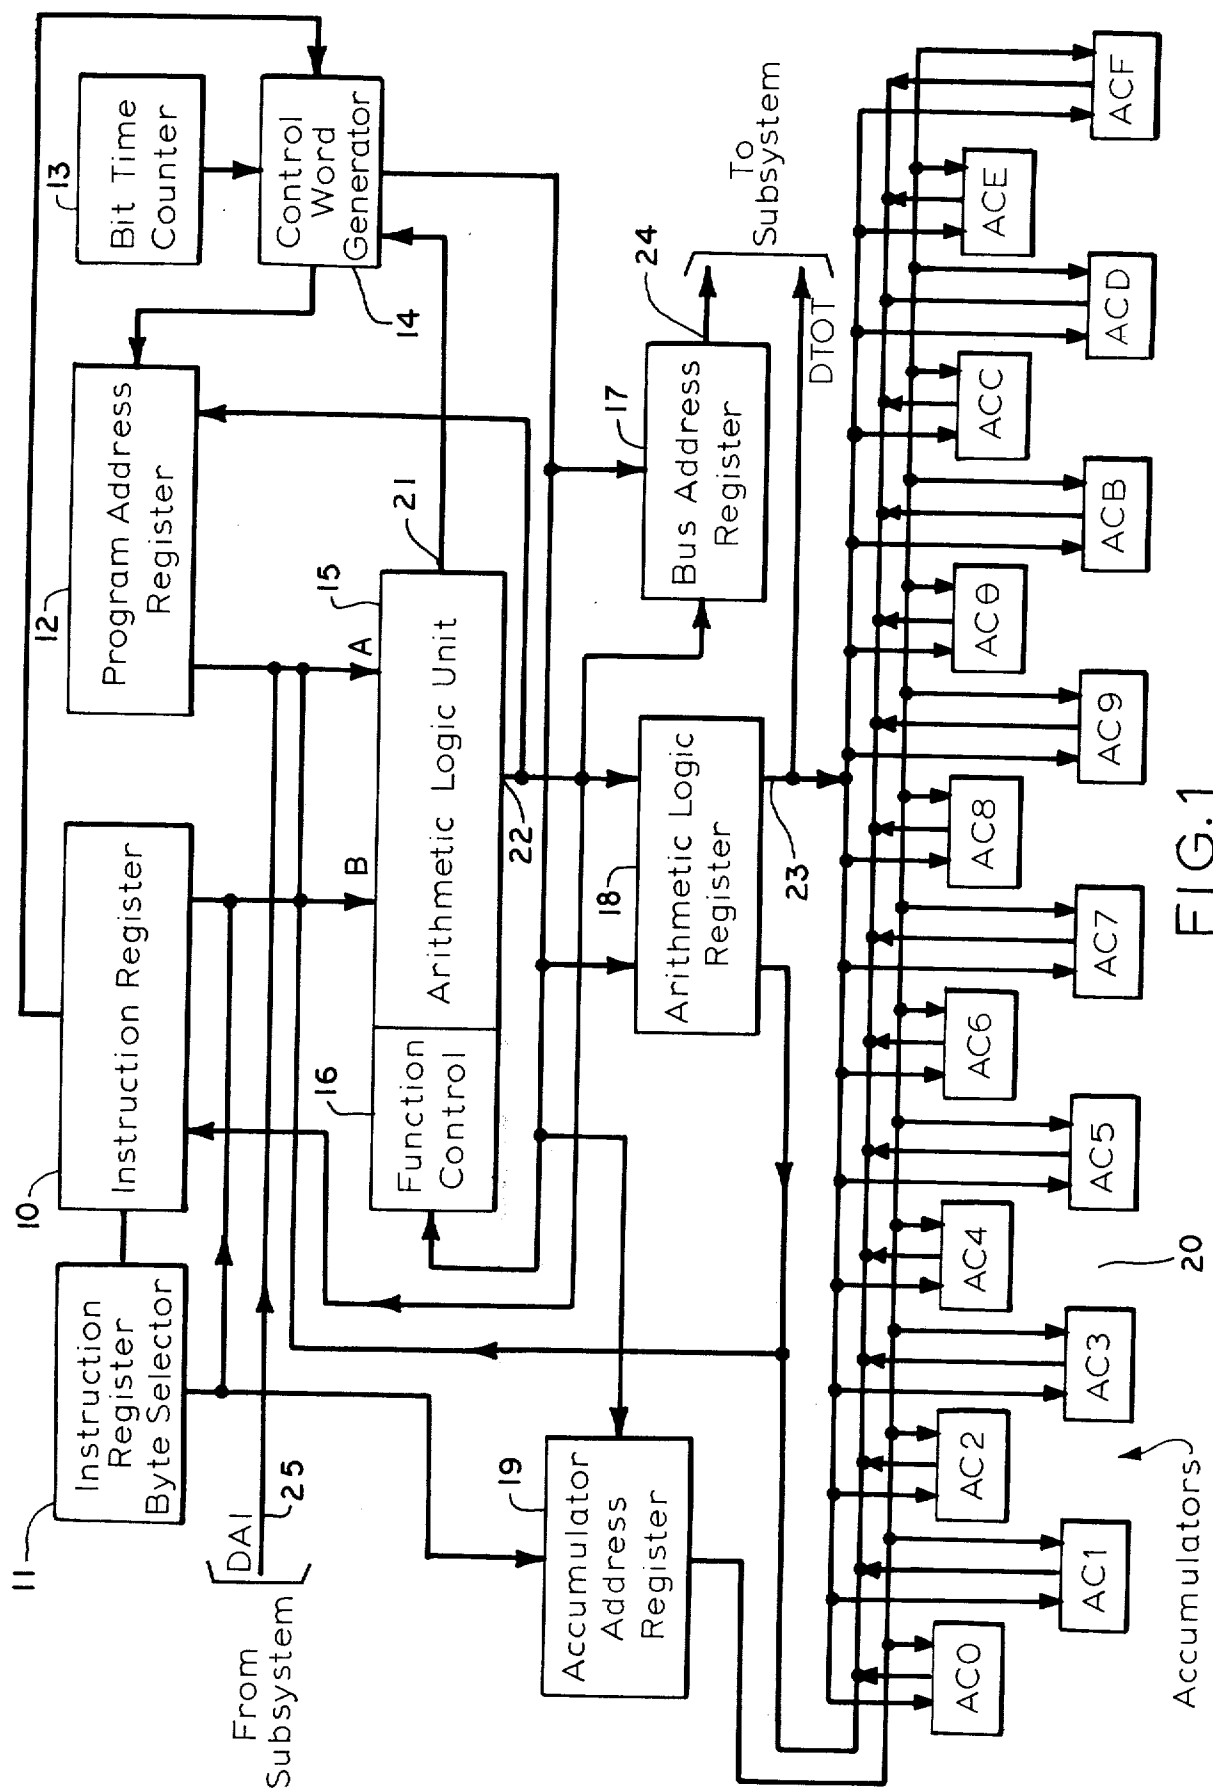 11
Instruction
Register
Byte Selector
10
Instruction Register
12
Program Address
Register
13
Bit Time
Counter
Control
Word
Generator
14
From
Subsystem
DAI
25
16
Function
Control
B
A
15
Arithmetic Logic Unit
21
22
19
Accumulator
Address
Register
18
Arithmetic Logic
Register
23
17
Bus Address
Register
24
To
Subsystem
DTOT
AC0
AC1
AC2
AC3
AC4
AC5
AC6
AC7
AC8
AC9
ACθ
ACB
ACC
ACD
ACE
ACF
Accumulators
20
FIG.1